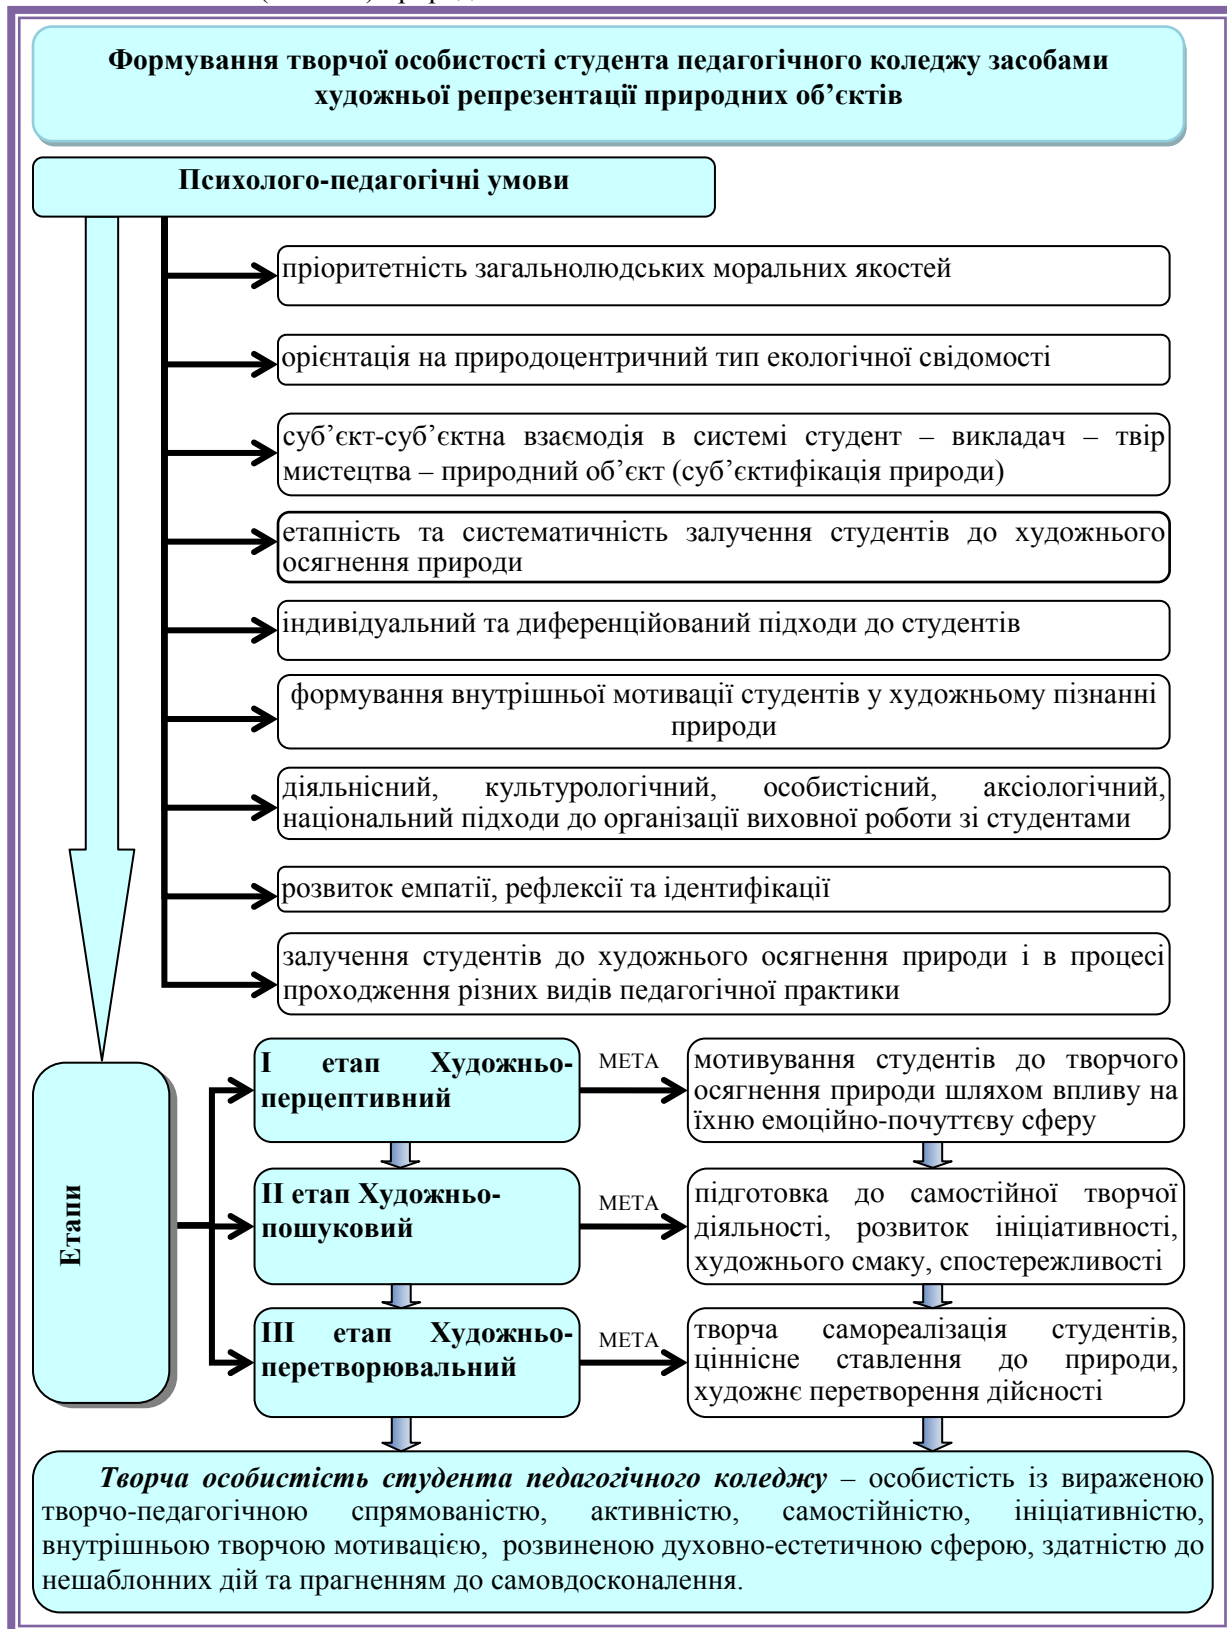 Формування творчої особистості студента педагогічного коледжу засобами
художньої репрезентації природних об’єктів
Психолого-педагогічні умови
пріоритетність загальнолюдських моральних якостей
орієнтація на природоцентричний тип екологічної свідомості
суб’єкт-суб’єктна взаємодія в системі студент – викладач – твір
мистецтва – природний об’єкт (суб’єктифікація природи)
етапність та систематичність залучення студентів до художнього
осягнення природи
індивідуальний та диференційований підходи до студентів
формування внутрішньої мотивації студентів у художньому пізнанні
природи
діяльнісний, культурологічний, особистісний, аксіологічний,
національний підходи до організації виховної роботи зі студентами
розвиток емпатії, рефлексії та ідентифікації
залучення студентів до художнього осягнення природи і в процесі
проходження різних видів педагогічної практики
Етапи
І етап Художньо-
перцептивний
МЕТА
мотивування студентів до творчого
осягнення природи шляхом впливу на
їхню емоційно-почуттєву сферу
ІІ етап Художньо-
пошуковий
МЕТА
підготовка до самостійної творчої
діяльності, розвиток ініціативності,
художнього смаку, спостережливості
ІІІ етап Художньо-
перетворювальний
МЕТА
творча самореалізація студентів,
ціннісне ставлення до природи,
художнє перетворення дійсності
Творча особистість студента педагогічного коледжу – особистість із вираженою
творчо-педагогічною спрямованістю, активністю, самостійністю, ініціативністю,
внутрішньою творчою мотивацією, розвиненою духовно-естетичною сферою, здатністю до
нешаблонних дій та прагненням до самовдосконалення.